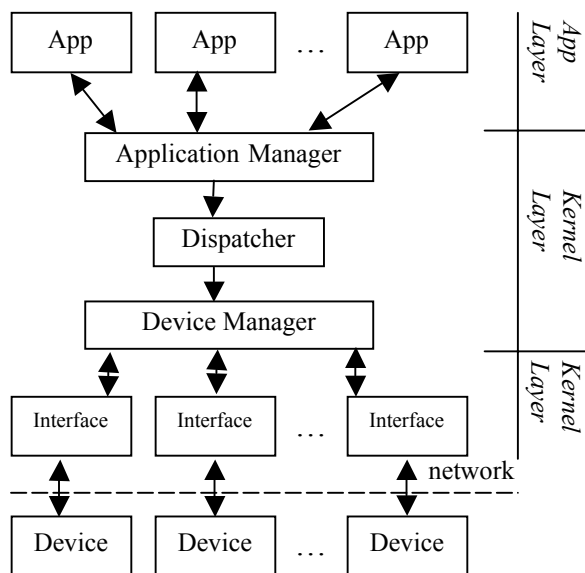 App App ... App
App
Layer
Application Manager
Dispatcher
Kernel
Layer
Device Manager
Interface Interface ... Interface
Kernel
Layer
network
Device Device ... Device